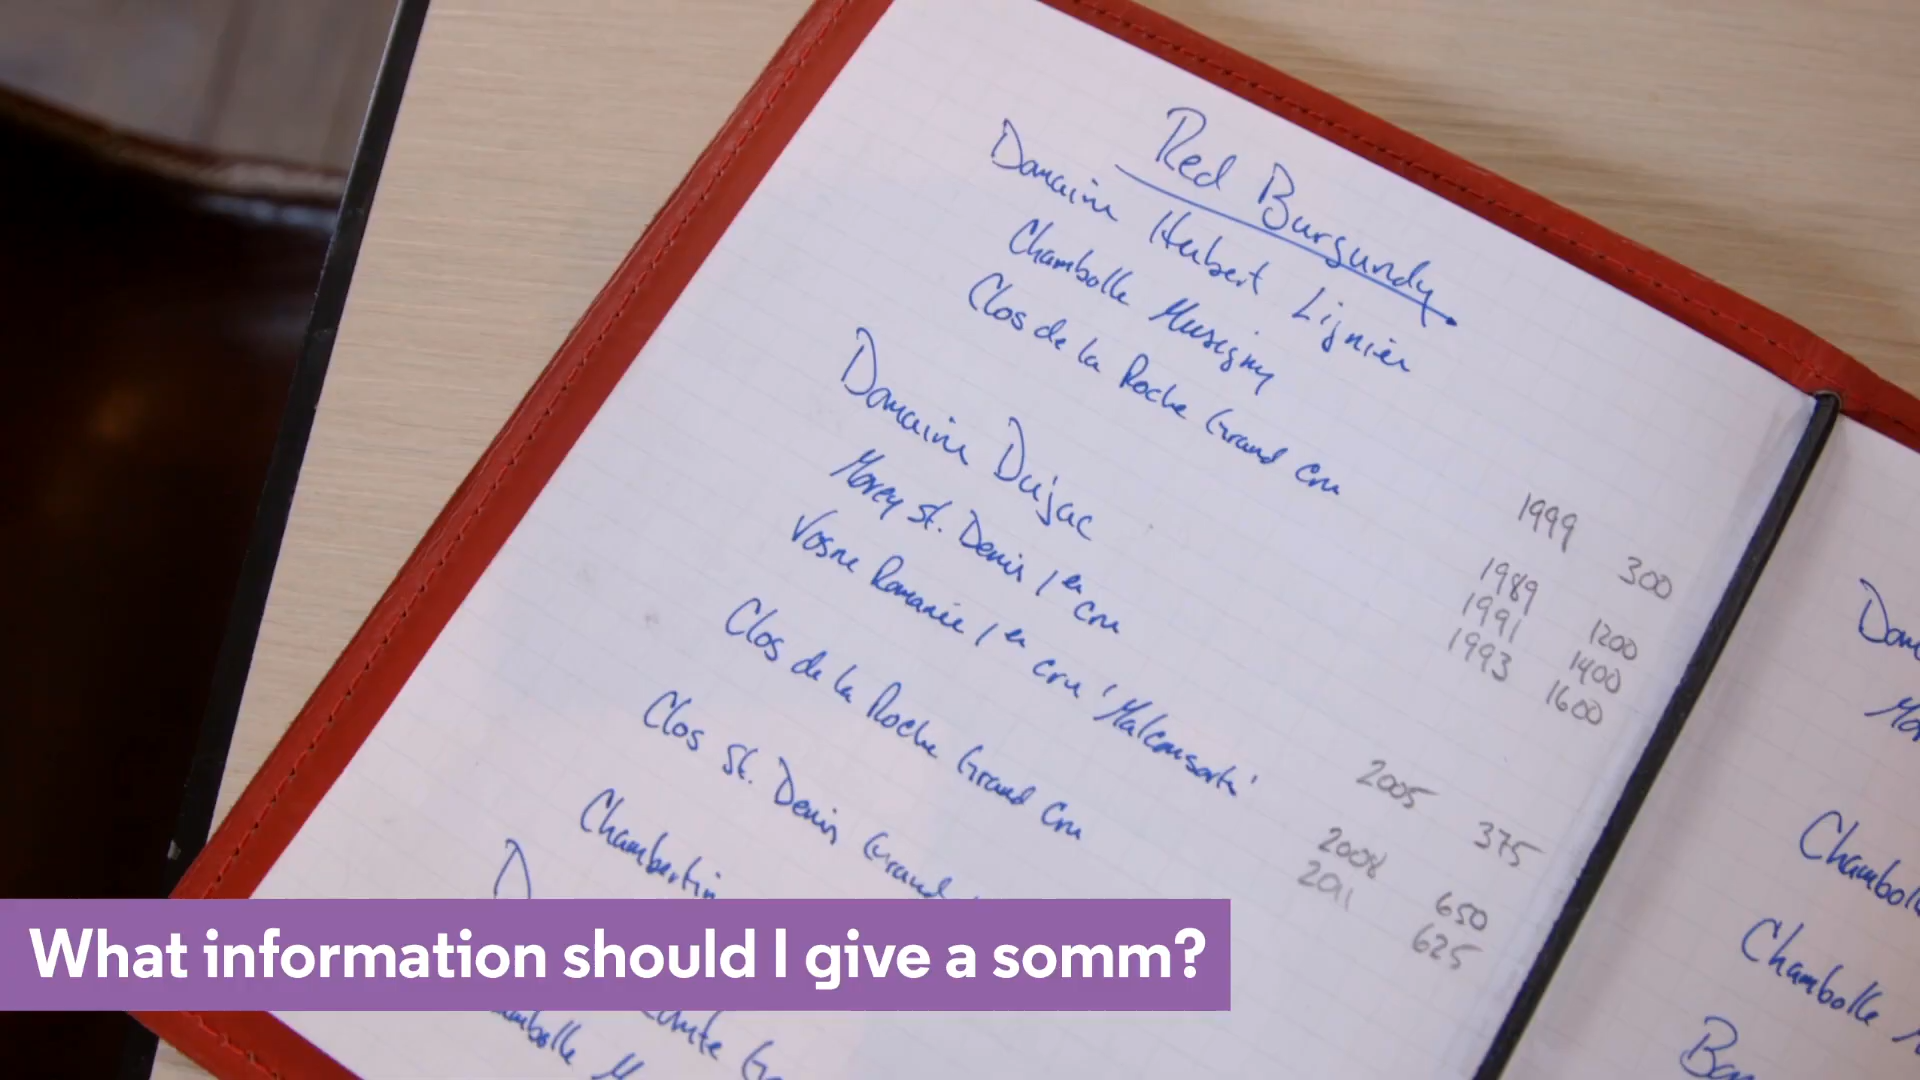 Red Burgundy
Domaine Hubert Lignier
Chambolle Musigny 1999 300
Clos de la Roche Grand Cru 1989 1200
1991 1400
1993 1600
Domaine Dujac
Morey St. Denis 1er cru 2005 375
Vosne Romanée 1er cru 'Malconsorts' 2008 650
2011 625
Clos de la Roche Grand Cru
Clos St. Denis Grand
Chambertin
Chambolle
Chambolle
What information should I give a somm?